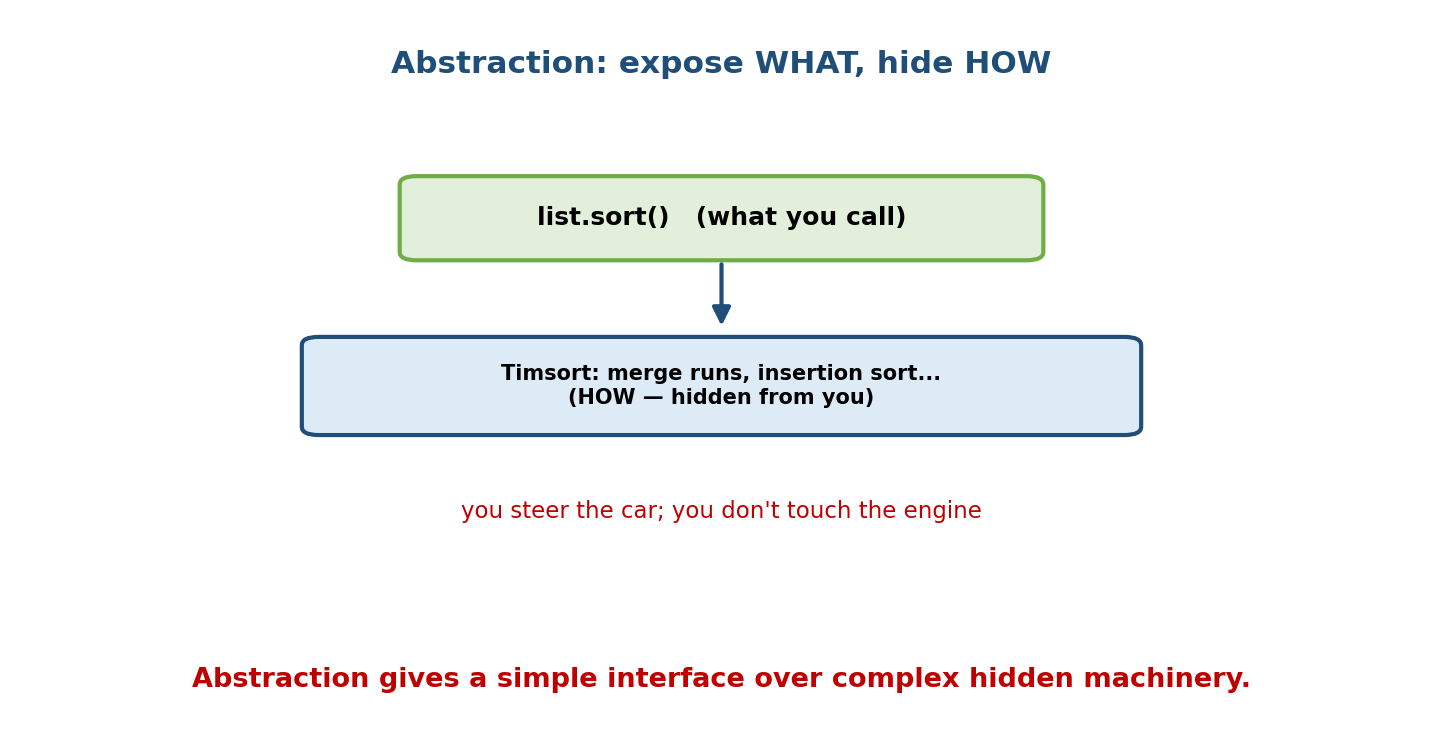 Abstraction: expose WHAT, hide HOW
list.sort()   (what you call)
Timsort: merge runs, insertion sort...
(HOW — hidden from you)
you steer the car; you don't touch the engine
Abstraction gives a simple interface over complex hidden machinery.